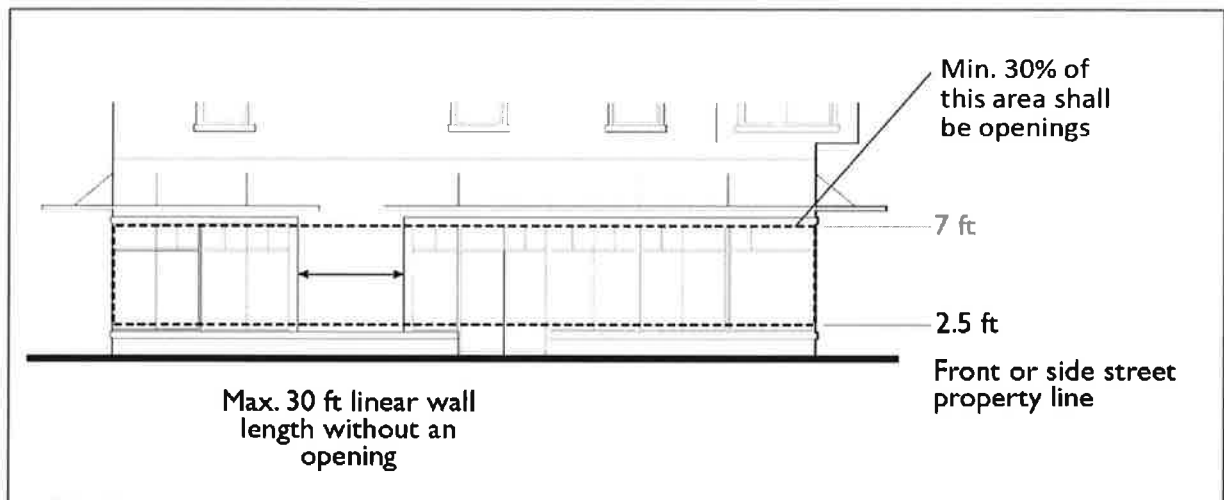 Min. 30% of
this area shall
be openings
7 ft
2.5 ft
Front or side street
property line
Max. 30 ft linear wall
length without an
opening